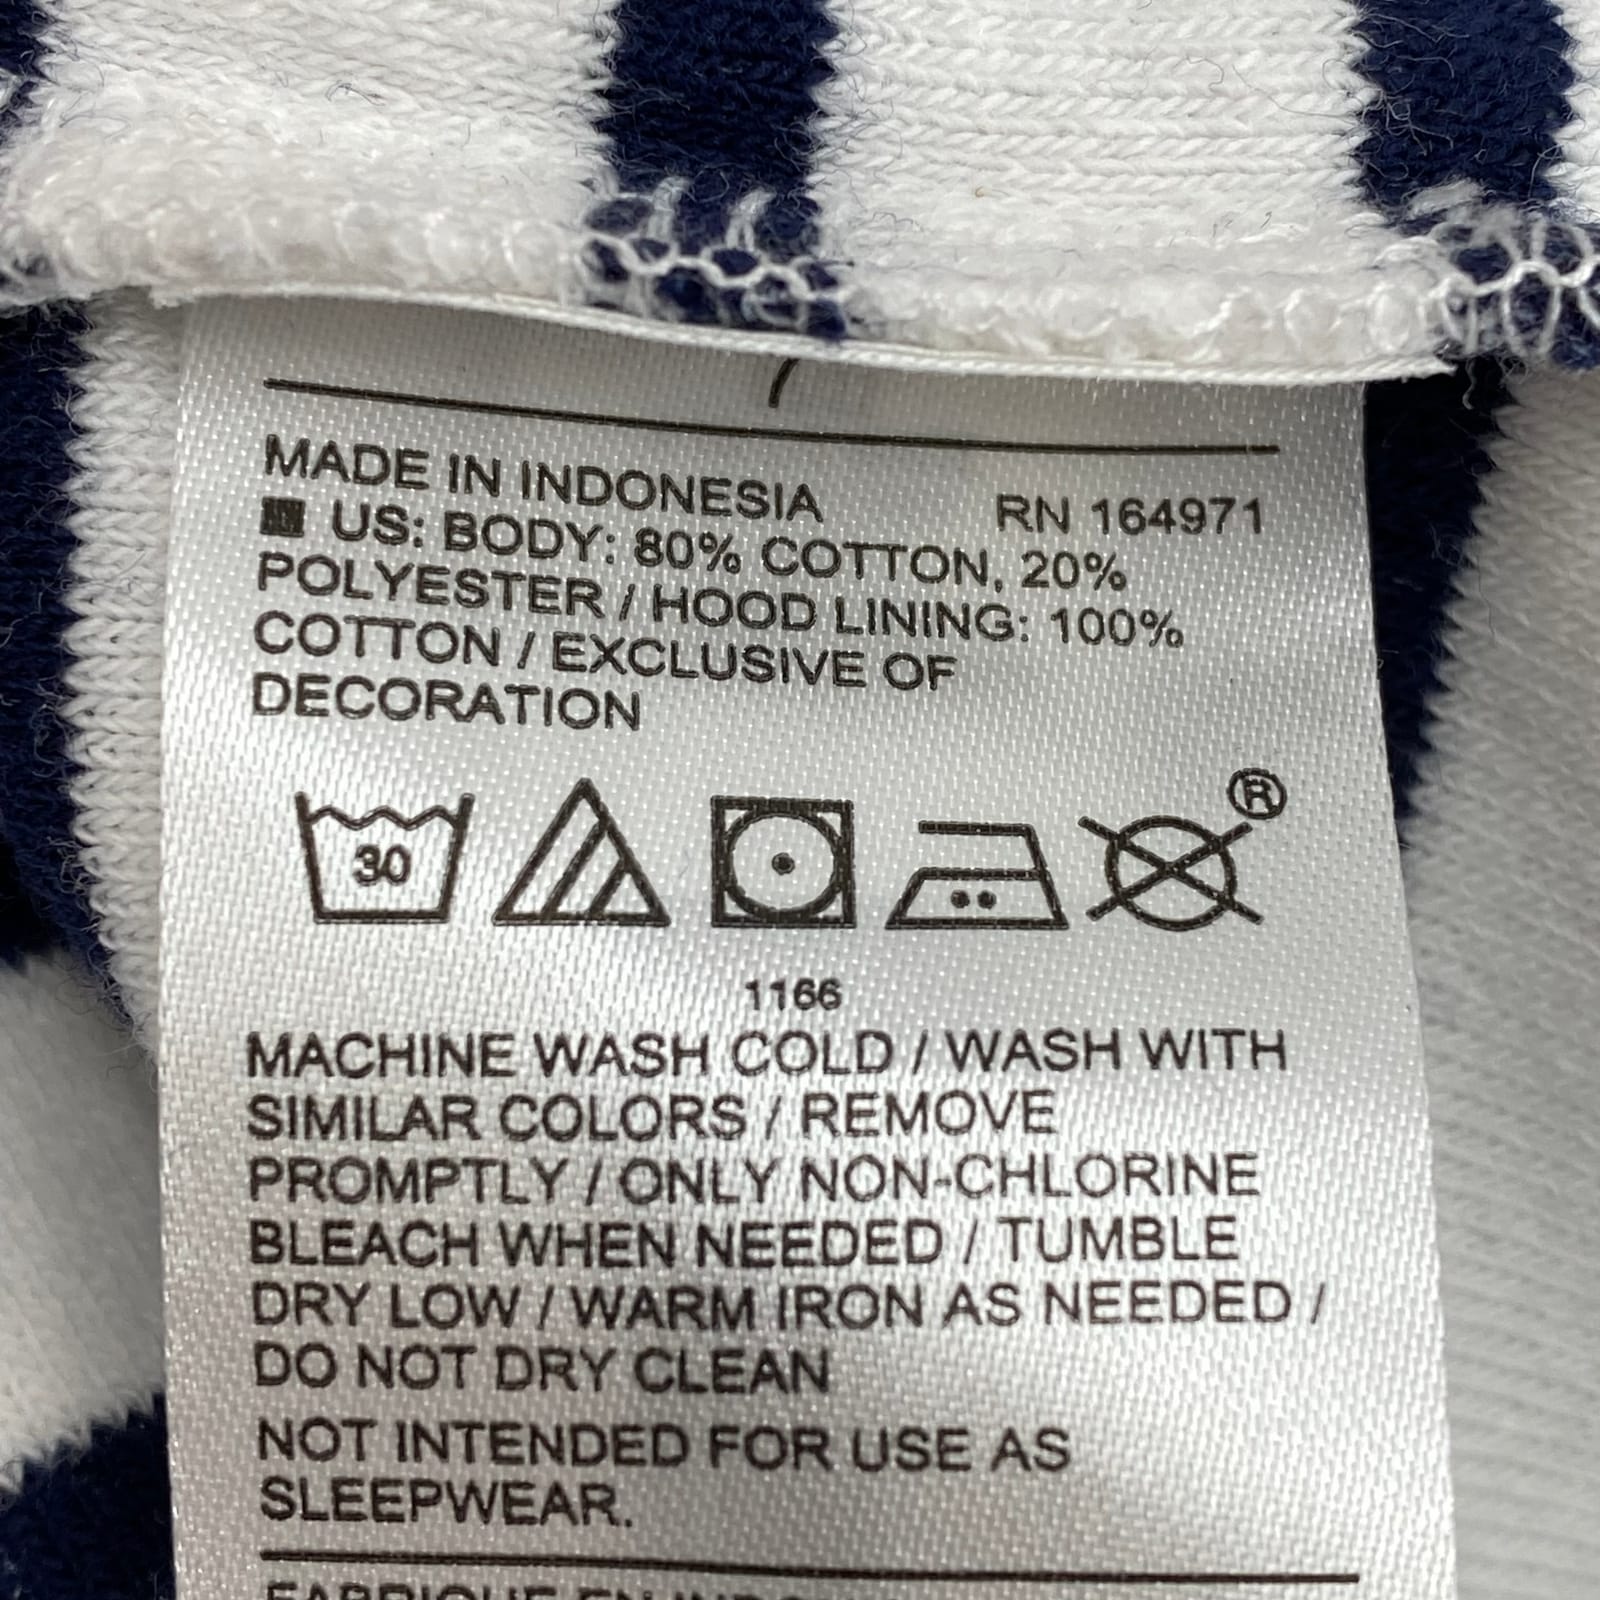 MADE IN INDONESIA RN 164971
US: BODY: 80% COTTON, 20%
POLYESTER / HOOD LINING: 100%
COTTON / EXCLUSIVE OF
DECORATION
30
®
1166
MACHINE WASH COLD / WASH WITH
SIMILAR COLORS / REMOVE
PROMPTLY / ONLY NON-CHLORINE
BLEACH WHEN NEEDED / TUMBLE
DRY LOW / WARM IRON AS NEEDED /
DO NOT DRY CLEAN
NOT INTENDED FOR USE AS
SLEEPWEAR.